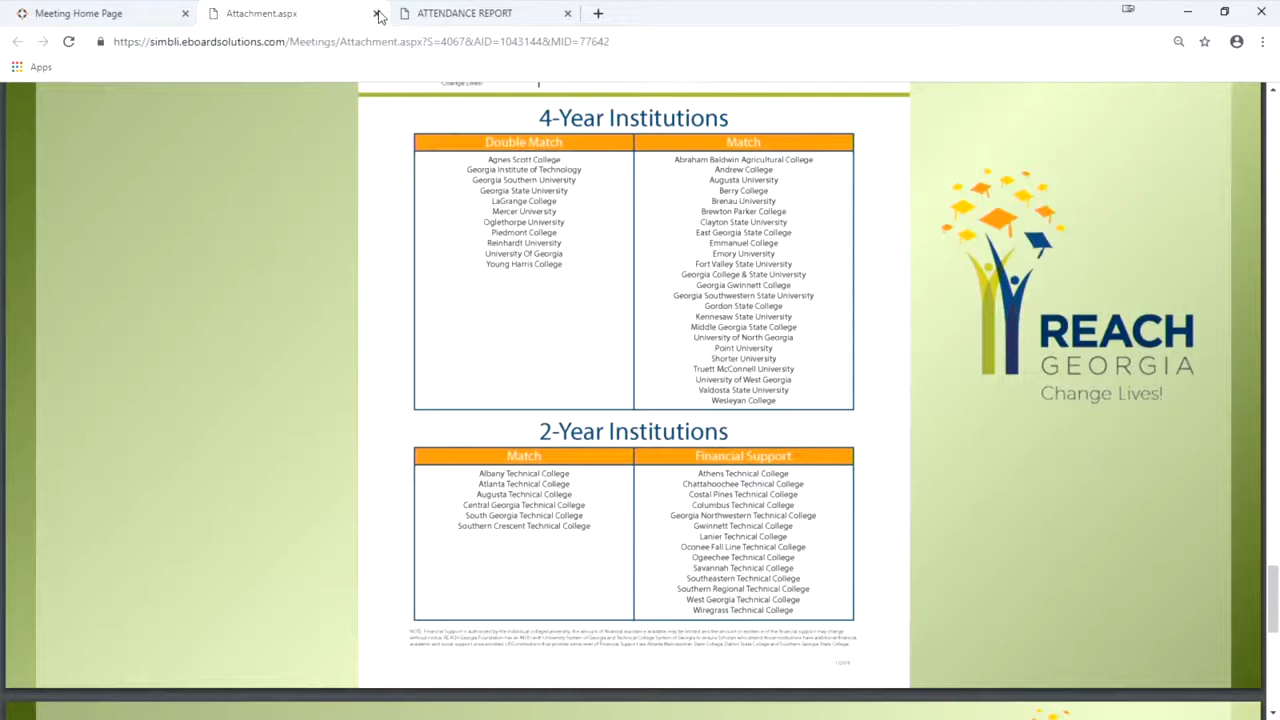 Meeting Home Page
Attachment.aspx
ATTENDANCE REPORT
https://simbli.eboardsolutions.com/Meetings/Attachment.aspx?S=4067&AID=1043144&MID=77642
Apps
Change Lives!
4-Year Institutions
Double Match
Match
Agnes Scott College
Georgia Institute of Technology
Georgia Southern University
Georgia State University
LaGrange College
Mercer University
Oglethorpe University
Piedmont College
Reinhardt University
University Of Georgia
Young Harris College
Abraham Baldwin Agricultural College
Andrew College
Augusta University
Berry College
Brenau University
Brewton Parker College
Clayton State University
East Georgia State College
Emmanuel College
Emory University
Fort Valley State University
Georgia College & State University
Georgia Gwinnett College
Georgia Southwestern State University
Gordon State College
Kennesaw State University
Middle Georgia State College
University of North Georgia
Point University
Shorter University
Truett McConnell University
University of West Georgia
Valdosta State University
Wesleyan College
2-Year Institutions
Match
Financial Support
Albany Technical College
Atlanta Technical College
Augusta Technical College
Central Georgia Technical College
South Georgia Technical College
Southern Crescent Technical College
Athens Technical College
Chattahoochee Technical College
Costal Pines Technical College
Columbus Technical College
Georgia Northwestern Technical College
Gwinnett Technical College
Lanier Technical College
Oconee Fall Line Technical College
Ogeechee Technical College
Savannah Technical College
Southeastern Technical College
Southern Regional Technical College
West Georgia Technical College
Wiregrass Technical College
REACH
GEORGIA
Change Lives!